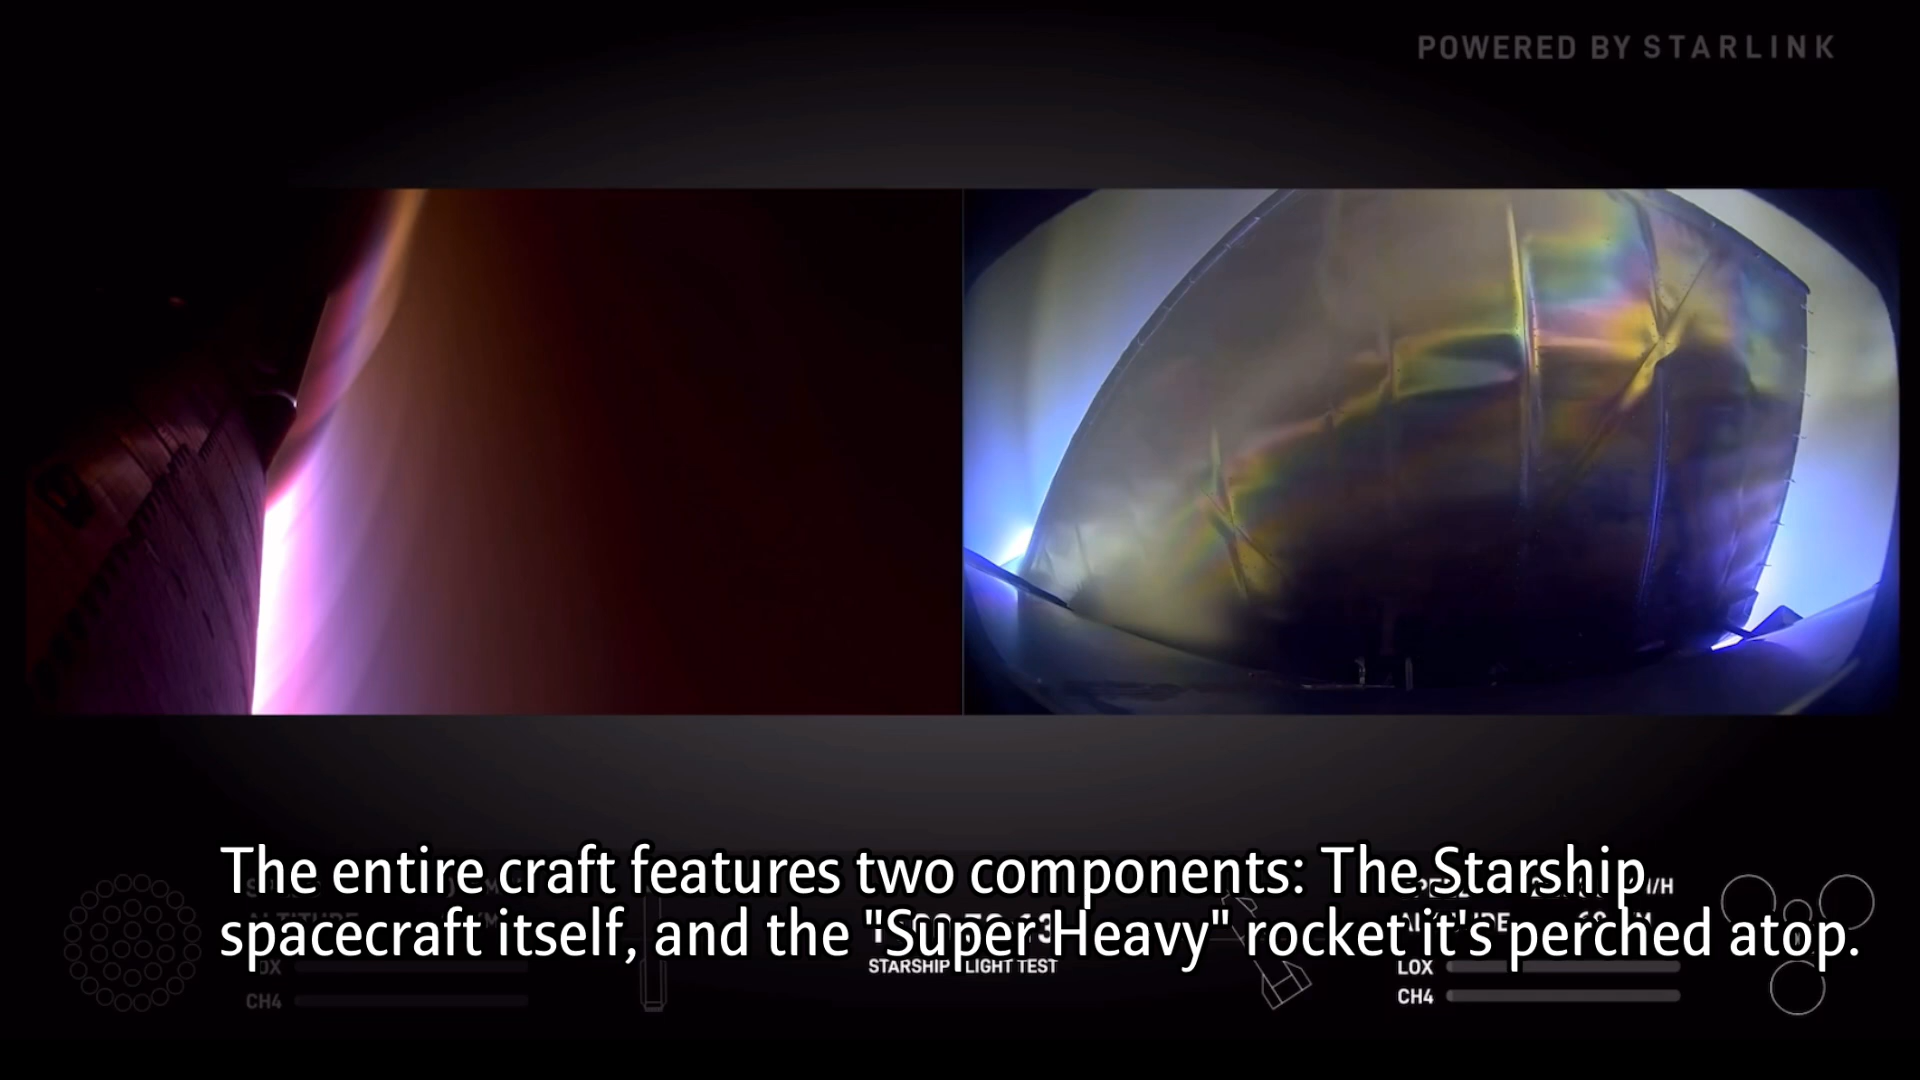 POWERED BY STARLINK
The entire craft features two components: The Starship
spacecraft itself, and the "Super Heavy" rocket it's perched atop.
STARSHIP FLIGHT TEST
LOX
CH4
LOX
CH4